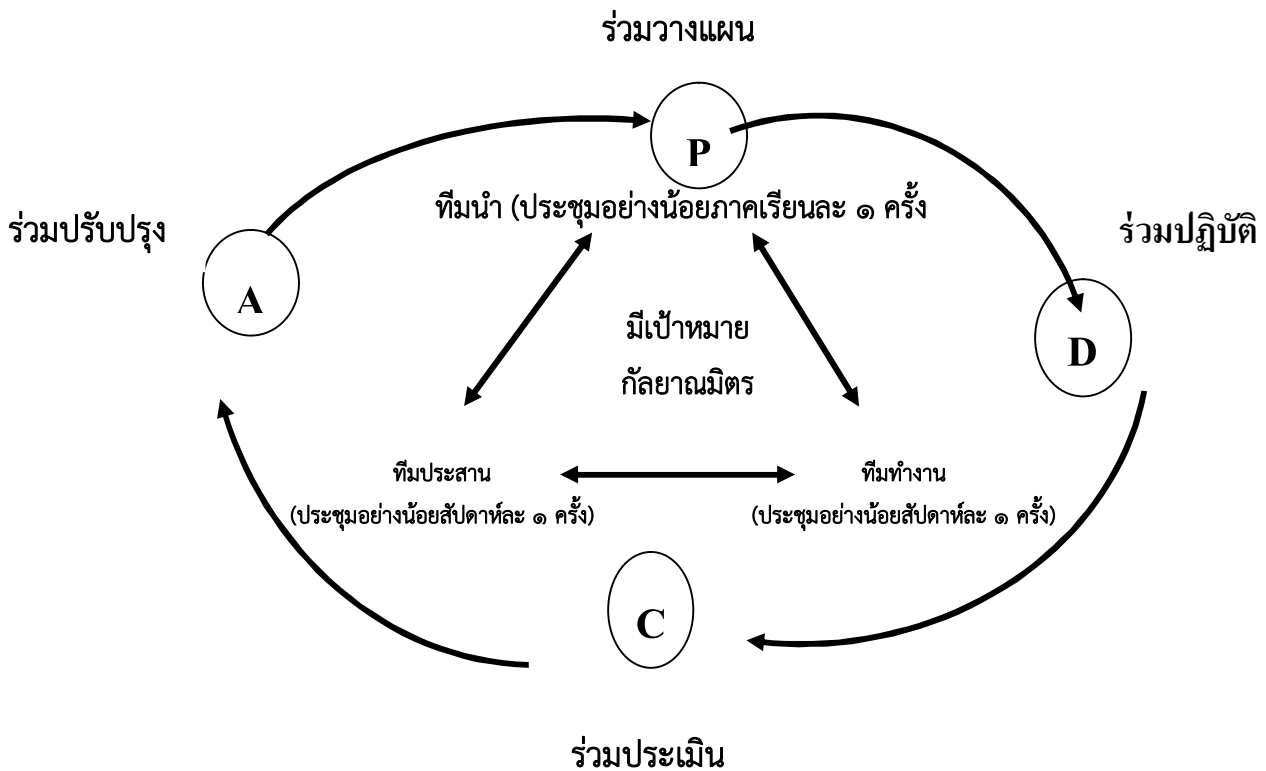 ร่วมวางแผน
P
ทีมนำ (ประชุมอย่างน้อยภาคเรียนละ ๑ ครั้ง
ร่วมปรับปรุง
ร่วมปฏิบัติ
A
มีเป้าหมาย
กัลยาณมิตร
D
ทีมประสาน
(ประชุมอย่างน้อยสัปดาห์ละ ๑ ครั้ง)
ทีมทำงาน
(ประชุมอย่างน้อยสัปดาห์ละ ๑ ครั้ง)
C
ร่วมประเมิน